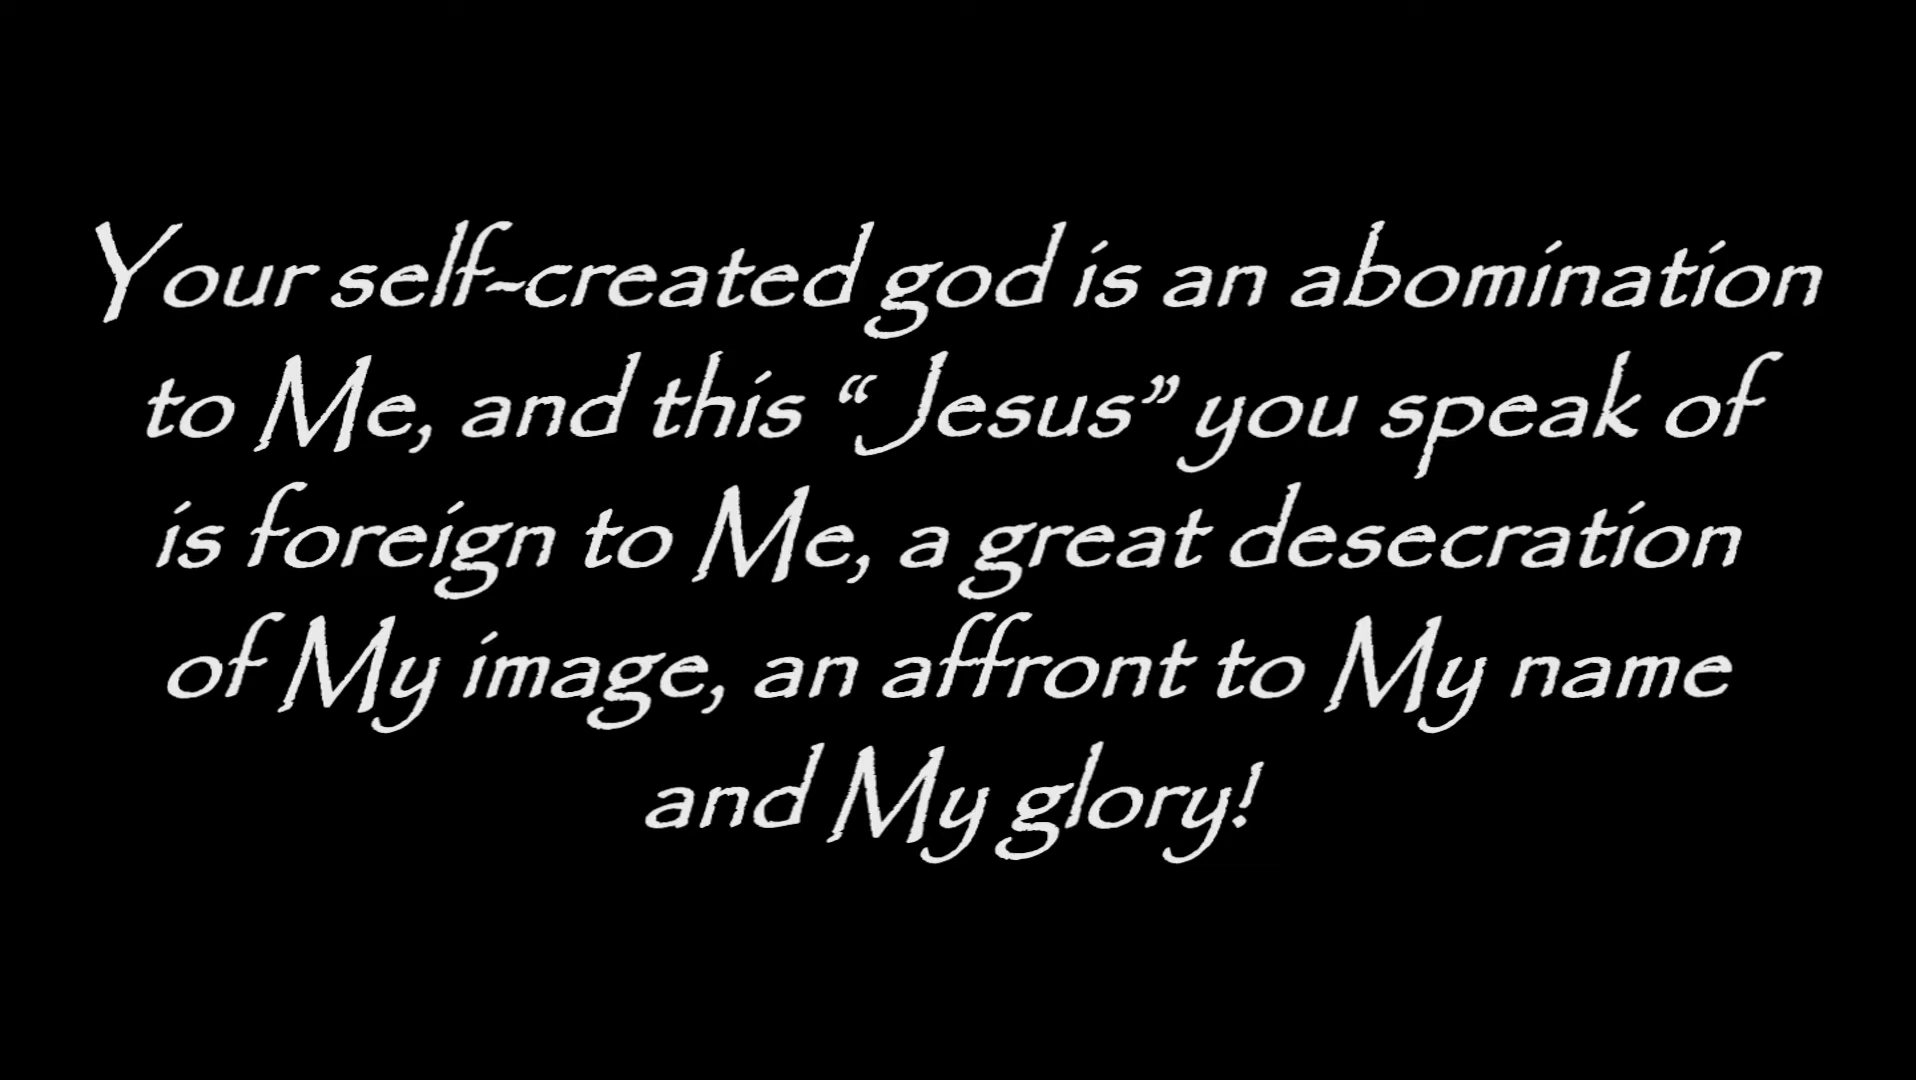 Your self-created god is an abomination
to Me, and this “Jesus” you speak of
is foreign to Me, a great desecration
of My image, an affront to My name
and My glory!